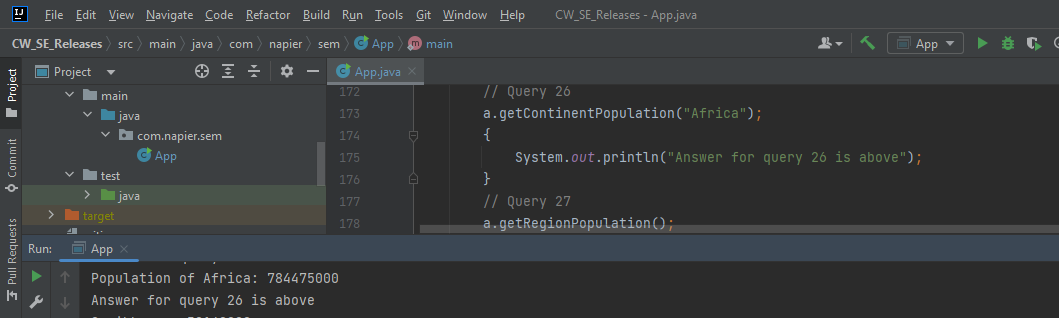 File Edit View Navigate Code Refactor Build Run Tools Git Window Help CW_SE_Releases - App.java
CW_SE_Releases src main java com napier sem App main
App
Project
Project
App.java
main
java
com.napier.sem
App
test
java
target
Commit
Pull Requests
172 // Query 26
173 a.getContinentPopulation("Africa");
174 {
175 System.out.println("Answer for query 26 is above");
176 }
177 // Query 27
178 a.getRegionPopulation();
Run: App
Population of Africa: 784475000
Answer for query 26 is above